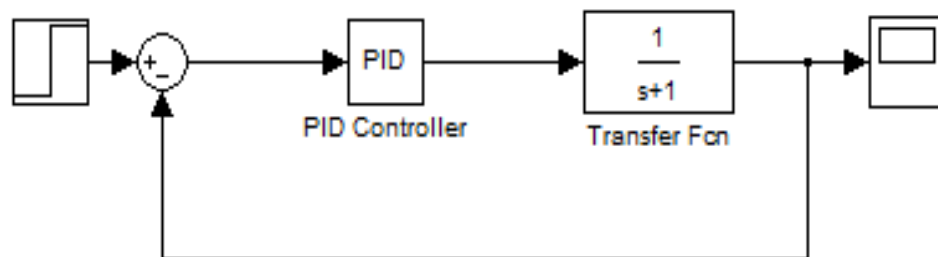 +
−
PID
PID Controller
1
s+1
Transfer Fcn